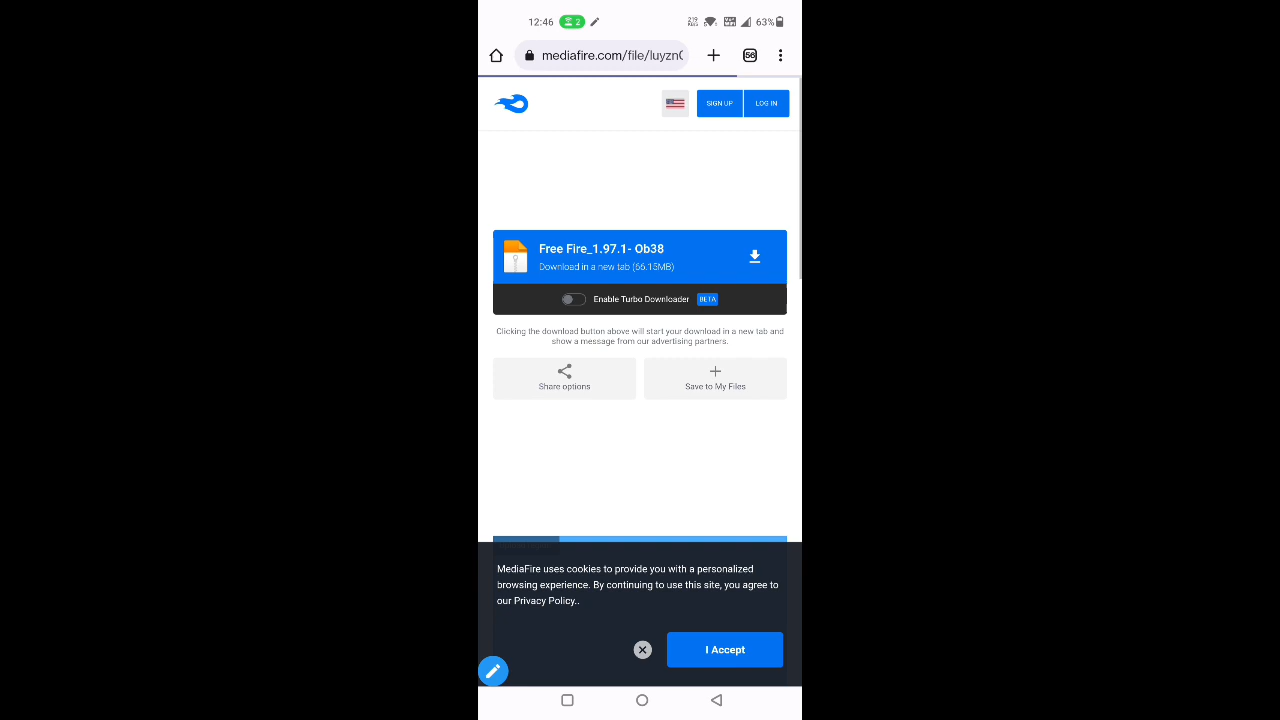 12:46 2 63%
mediafire.com/file/luyzn0
56
SIGN UP LOG IN
Free Fire_1.97.1- Ob38
Download in a new tab (66.15MB)
Enable Turbo Downloader BETA
Clicking the download button above will start your download in a new tab and
show a message from our advertising partners.
Share options Save to My Files
MediaFire uses cookies to provide you with a personalized
browsing experience. By continuing to use this site, you agree to
our Privacy Policy..
I Accept